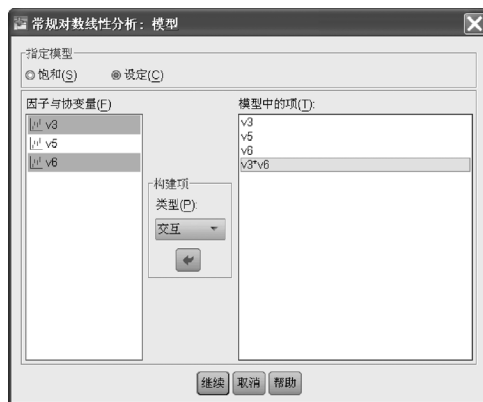 常规对数线性分析：模型
指定模型
饱和(S) 设定(C)
因子与协变量(F)
v3
v5
v6
构建项
类型(P):
交互
模型中的项(T):
v3
v5
v6
v3*v6
继续 取消 帮助